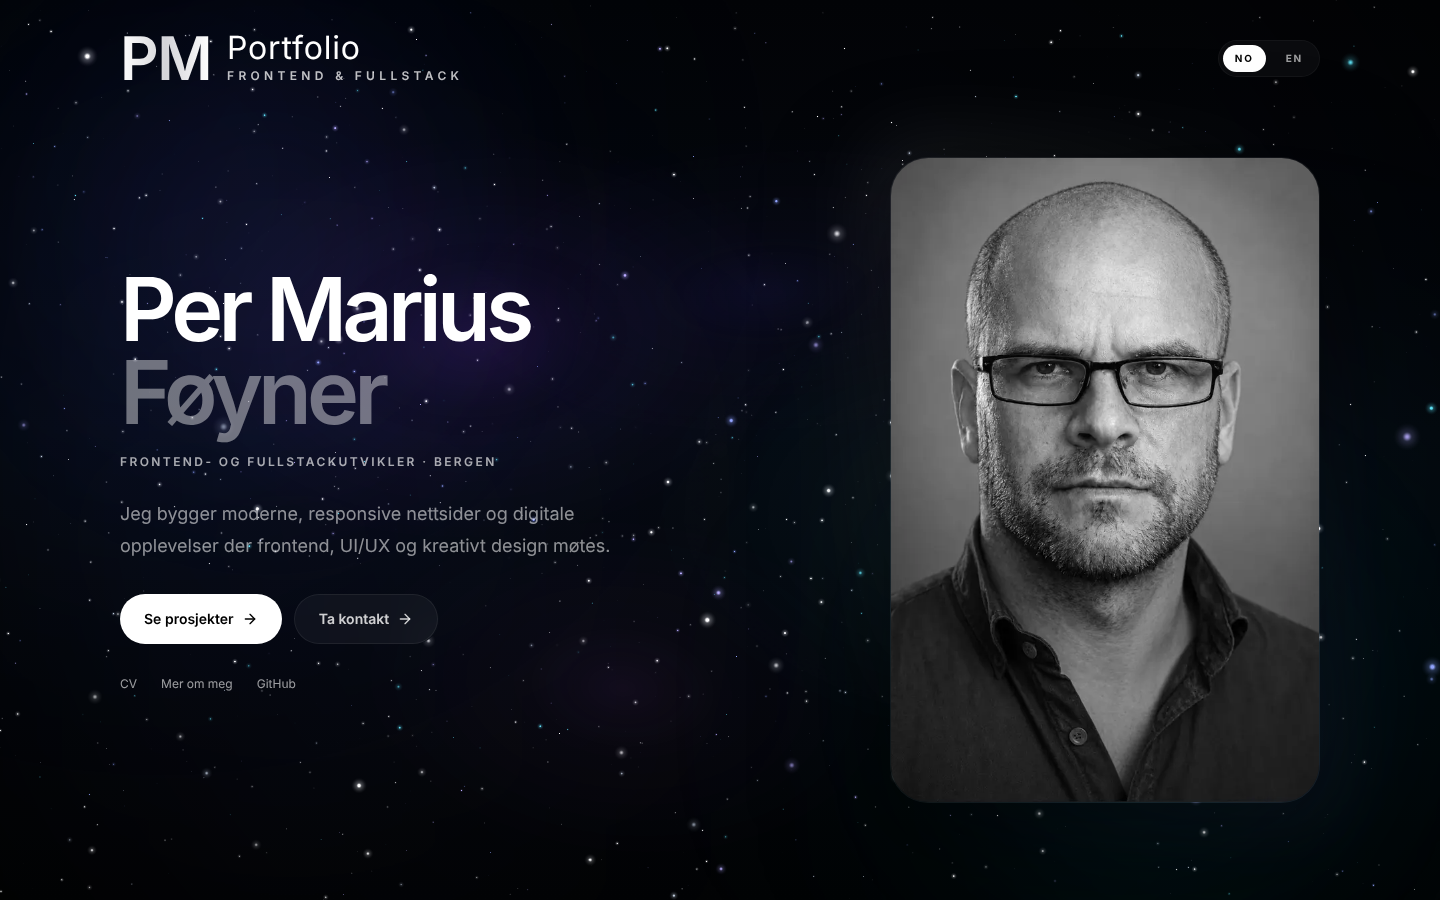 PM
Portfolio
FRONTEND & FULLSTACK
NO
EN
Per Marius
Føyner
FRONTEND- OG FULLSTACKUTVIKLER · BERGEN
Jeg bygger moderne, responsive nettsider og digitale
opplevelser der frontend, UI/UX og kreativt design møtes.
Se prosjekter →
Ta kontakt →
CV
Mer om meg
GitHub